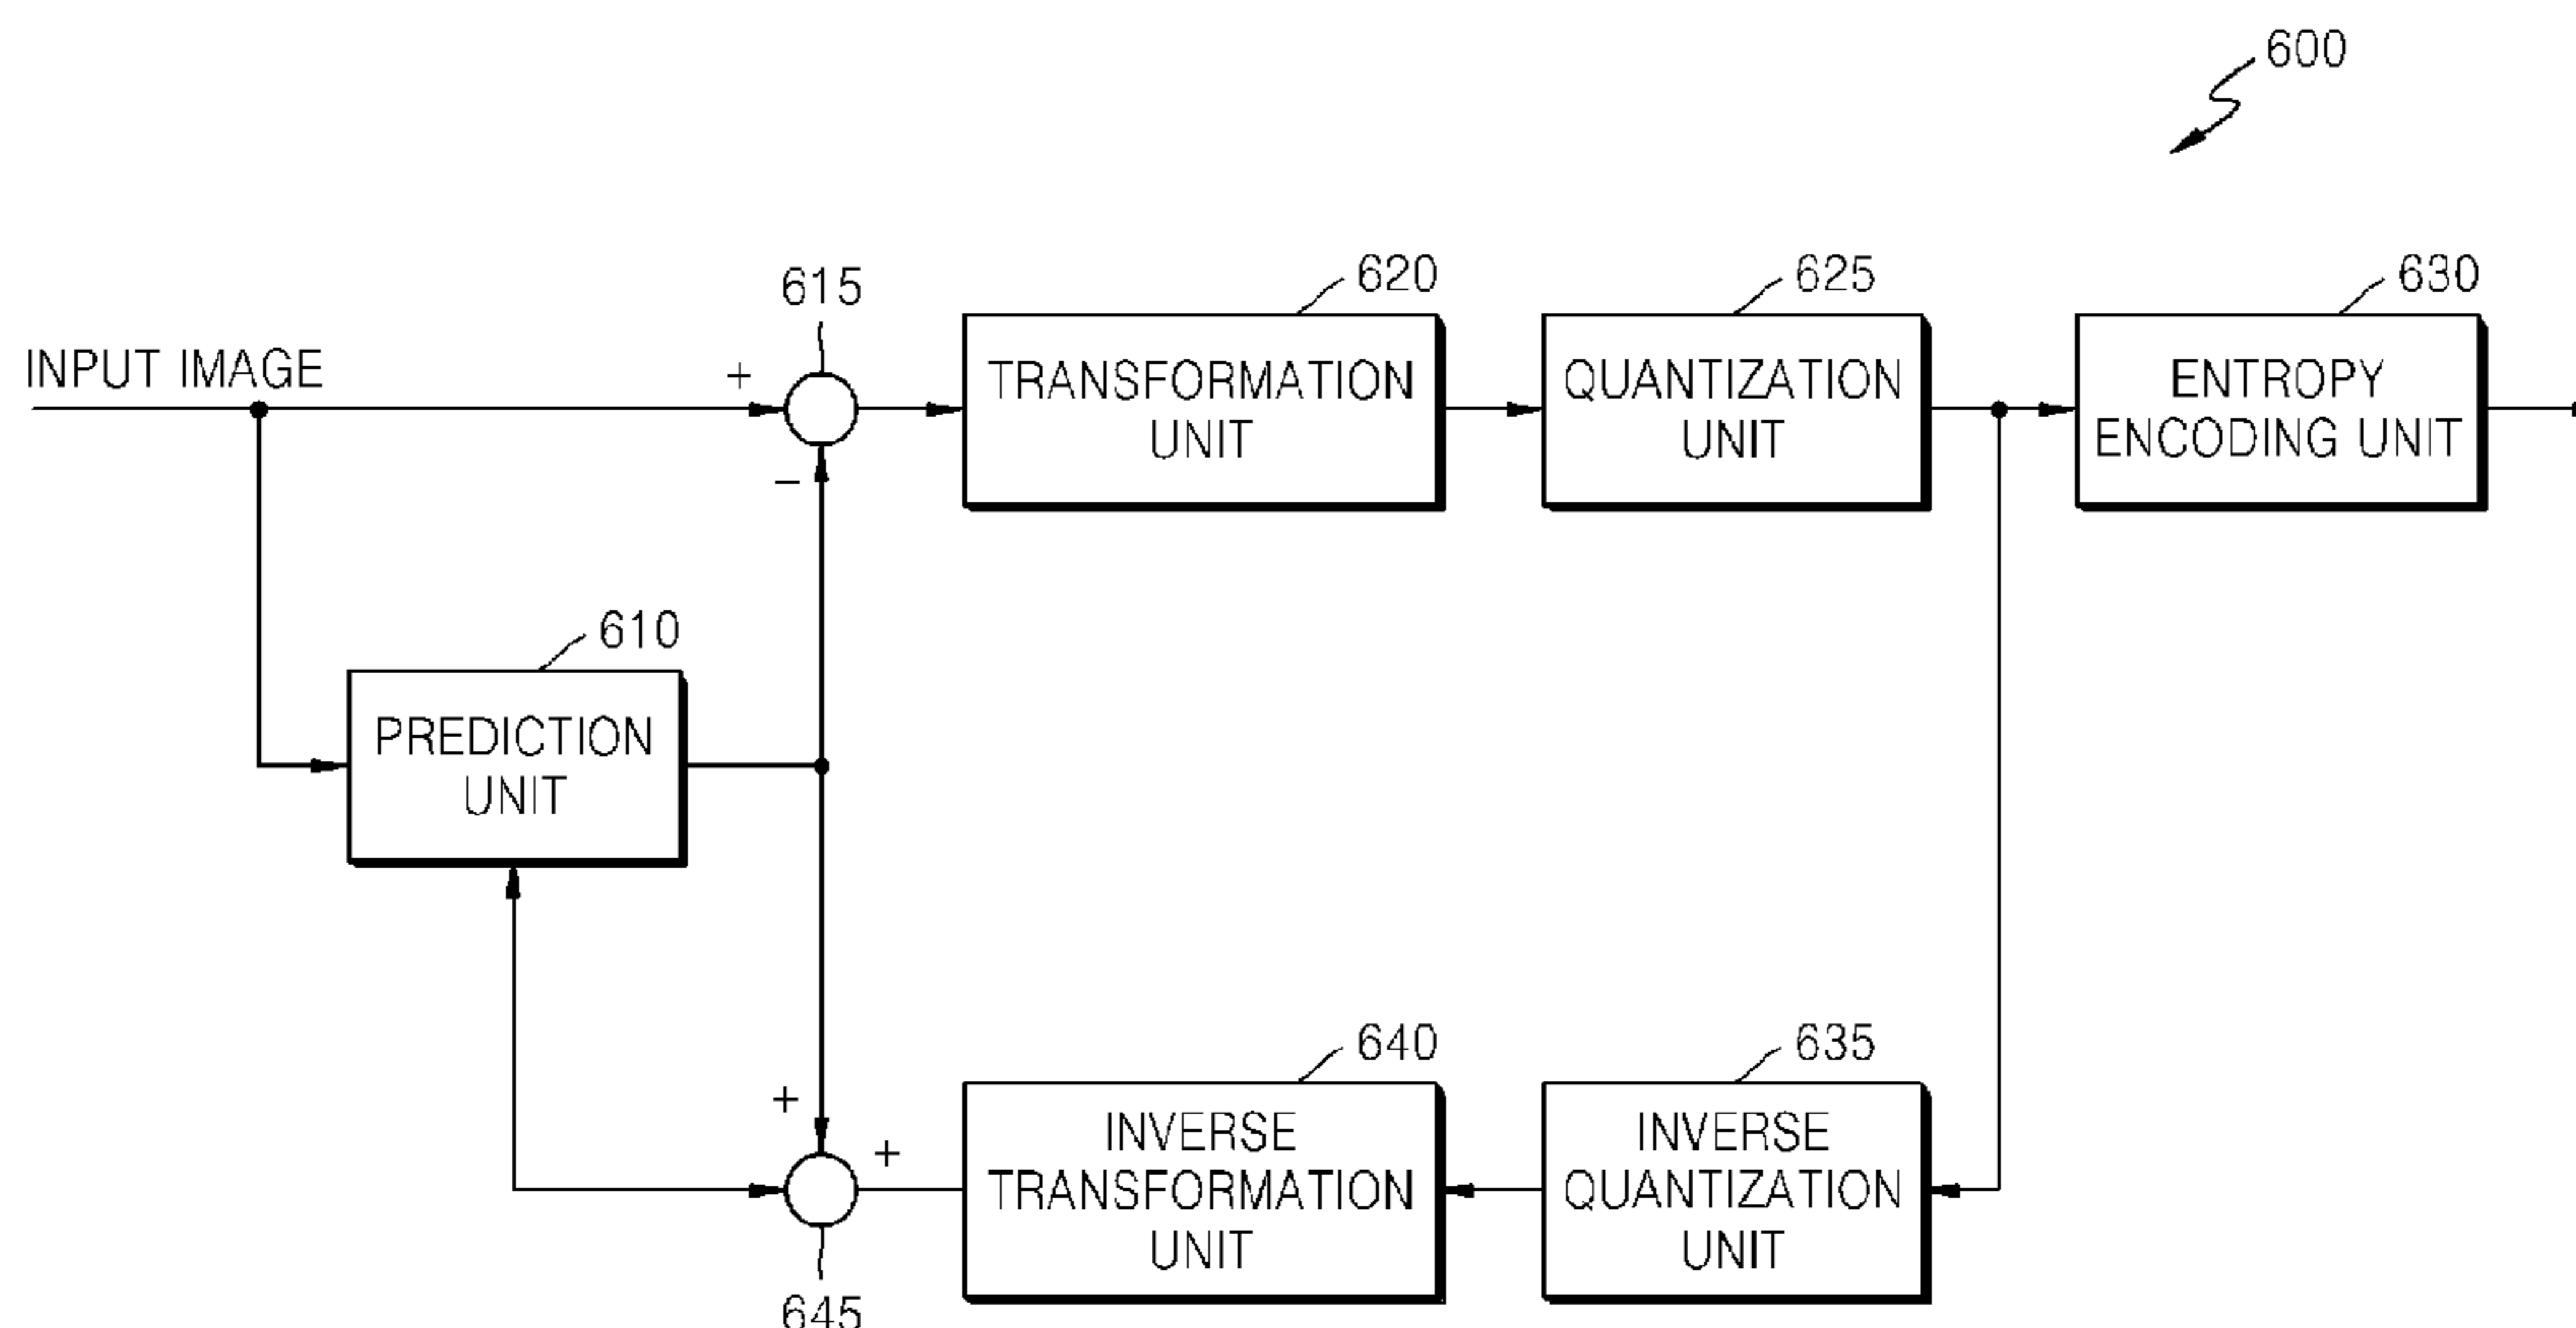 600
615
620
625
630
INPUT IMAGE
+
TRANSFORMATION
UNIT
QUANTIZATION
UNIT
ENTROPY
ENCODING UNIT
−
610
PREDICTION
UNIT
640
635
+
+
INVERSE
TRANSFORMATION
UNIT
INVERSE
QUANTIZATION
UNIT
645